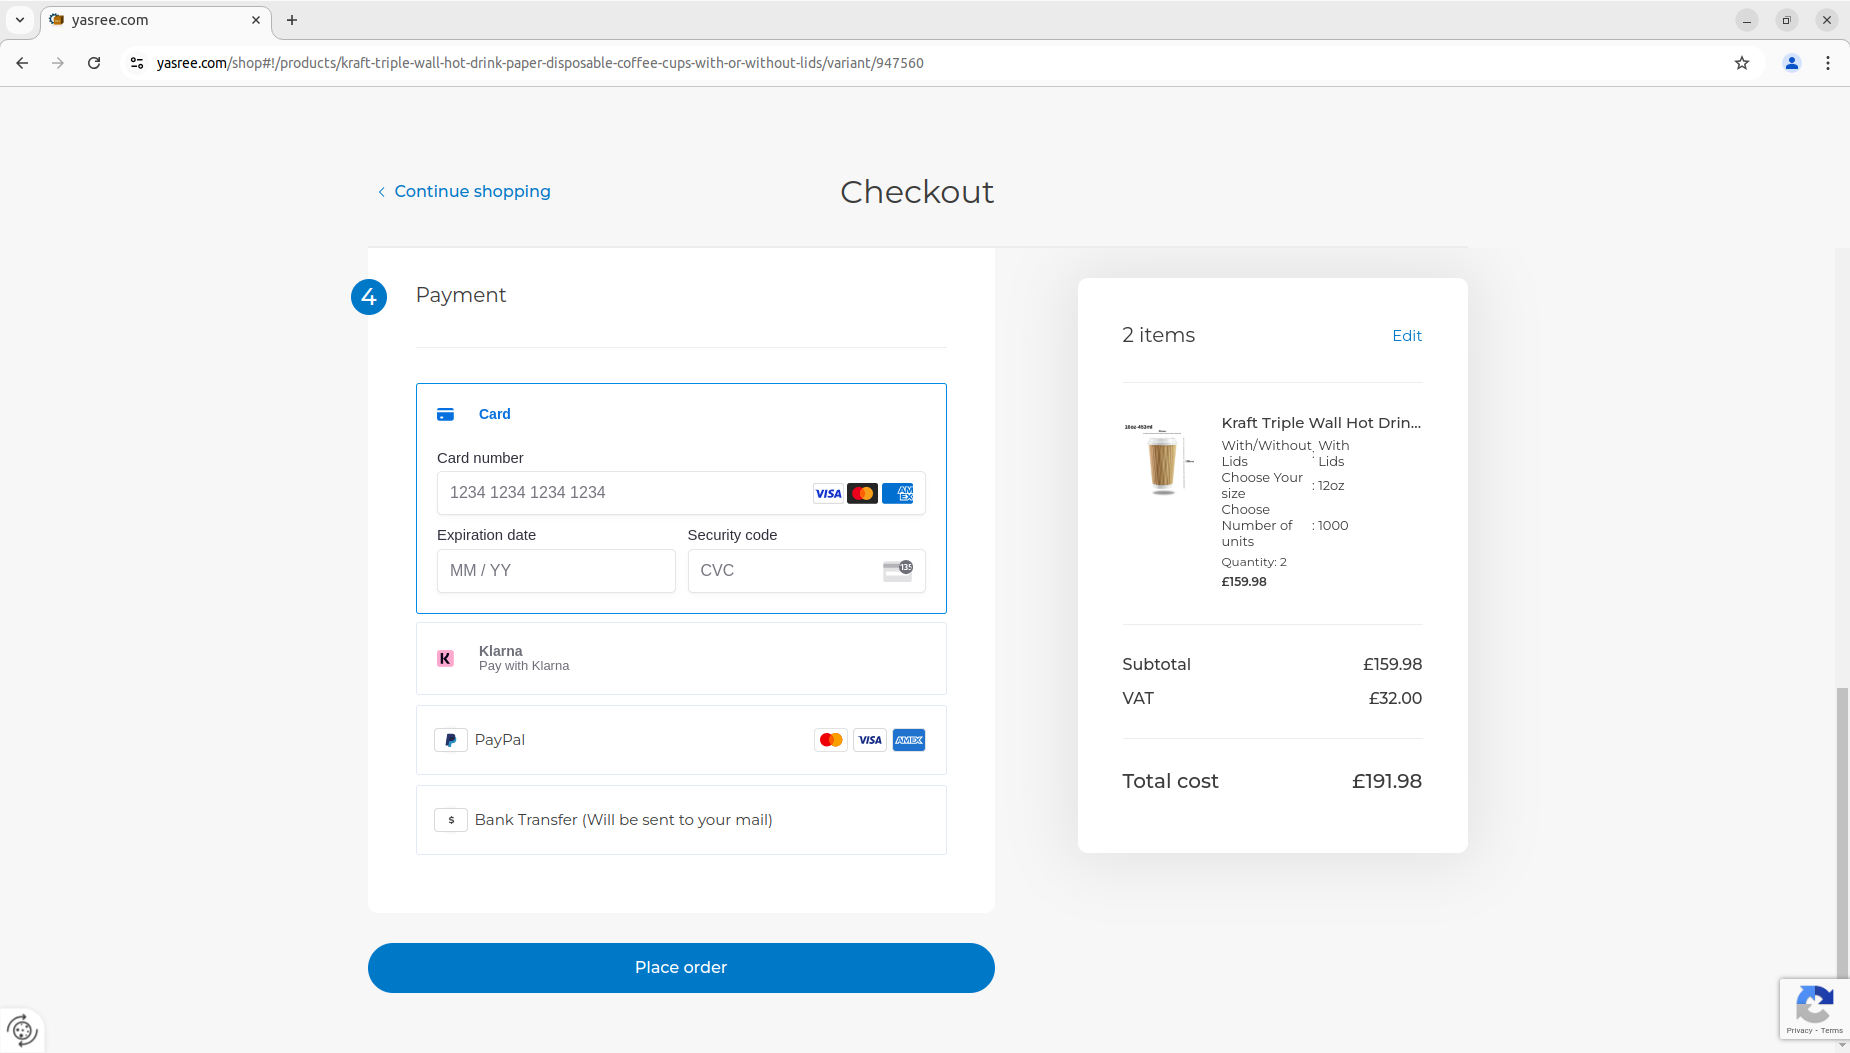 yasree.com
yasree.com/shop#!/products/kraft-triple-wall-hot-drink-paper-disposable-coffee-cups-with-or-without-lids/variant/947560
Continue shopping
Checkout
4
Payment
Card
Card number
1234 1234 1234 1234
VISA
AMEX
Expiration date
Security code
MM / YY
CVC
135
K
Klarna
Pay with Klarna
PayPal
VISA
AMEX
$
Bank Transfer (Will be sent to your mail)
Place order
2 items
Edit
Kraft Triple Wall Hot Drin...
With/Without Lids : With Lids
Choose Your size : 12oz
Choose Number of units : 1000
Quantity: 2
£159.98
Subtotal £159.98
VAT £32.00
Total cost £191.98
Privacy - Terms